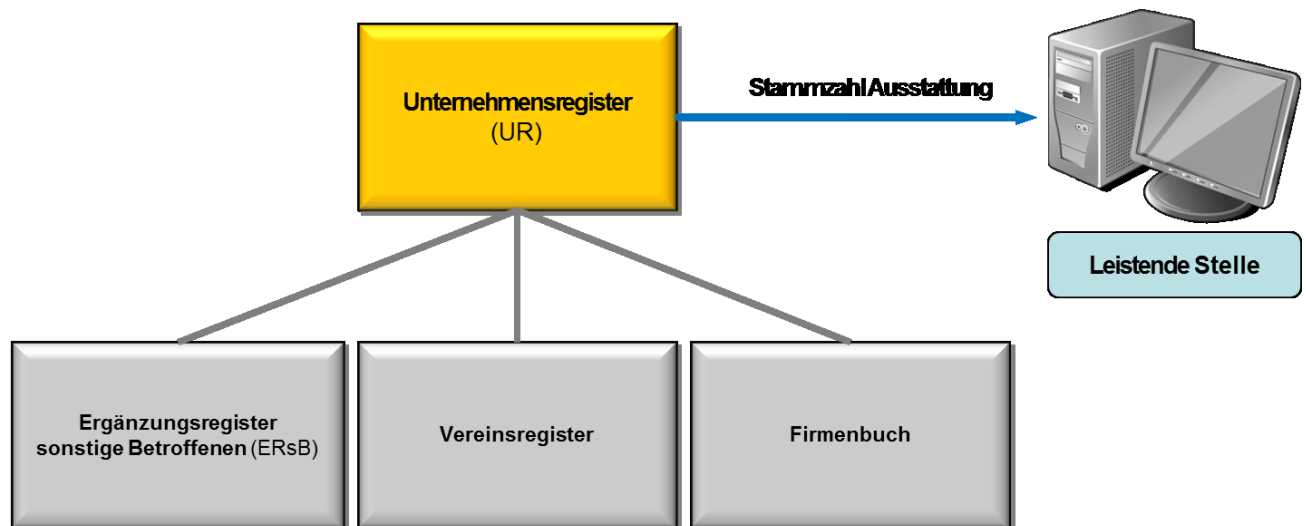 Unternehmensregister
(UR)
Stammzahl Ausstattung
Leistende Stelle
Ergänzungsregister
sonstige Betroffenen (ERsB)
Vereinsregister
Firmenbuch